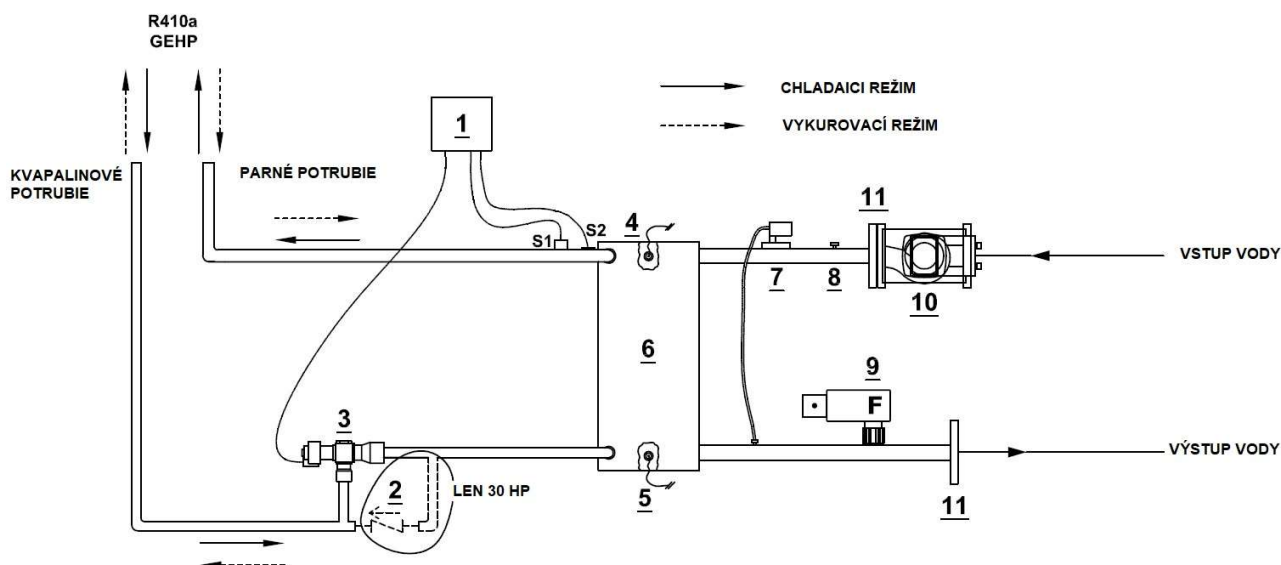 R410a
GEHP
CHLADAICI REŽIM
VYKUROVACÍ REŽIM
1
KVAPALINOVÉ
POTRUBIE
PARNÉ POTRUBIE
S1
S2
4
11
7
8
10
VSTUP VODY
6
9
F
3
2
LEN 30 HP
5
11
VÝSTUP VODY